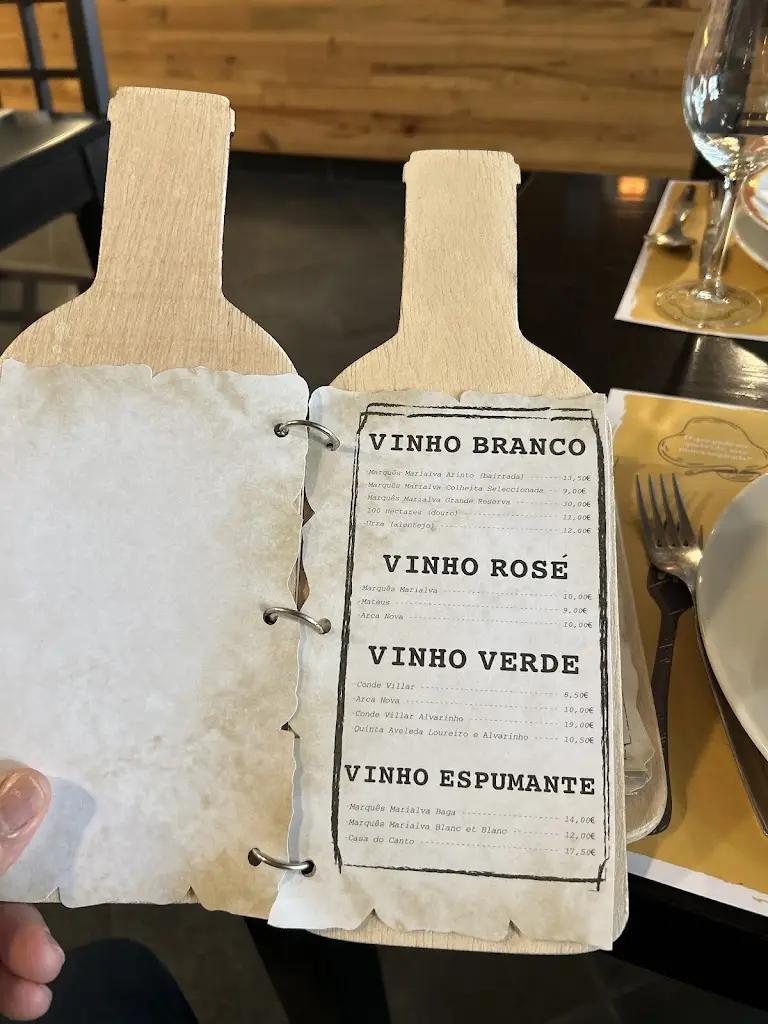 VINHO BRANCO
·Marquês Marialva Arinto (bairrada) ------- 13,50€
·Marquês Marialva Colheita Seleccionada -- 9,00€
·Marquês Marialva Grande Reserva ---------- 30,00€
·100 Hectares (douro) ---------------------- 11,00€
·Urza (alentejo) --------------------------- 12,00€
VINHO ROSÉ
·Marquês Marialva ------------------------- 10,00€
·Mateus ------------------------------------ 9,00€
·Arca Nova --------------------------------- 10,00€
VINHO VERDE
·Conde Villar ------------------------------ 8,50€
·Arca Nova --------------------------------- 10,00€
·Conde Villar Alvarinho ------------------- 19,00€
·Quinta Aveleda Loureiro e Alvarinho ------ 10,50€
VINHO ESPUMANTE
·Marquês Marialva Baga -------------------- 14,00€
·Marquês Marialva Blanc et Blanc ---------- 12,00€
·Casa do Canto ----------------------------- 17,50€